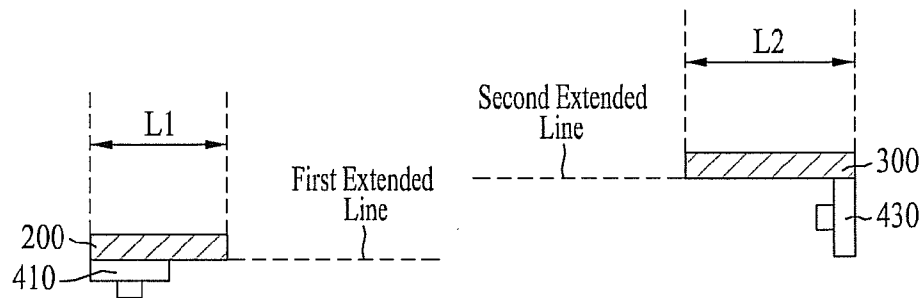 L2
Second Extended
Line
L1
300
First Extended
Line
430
200
410